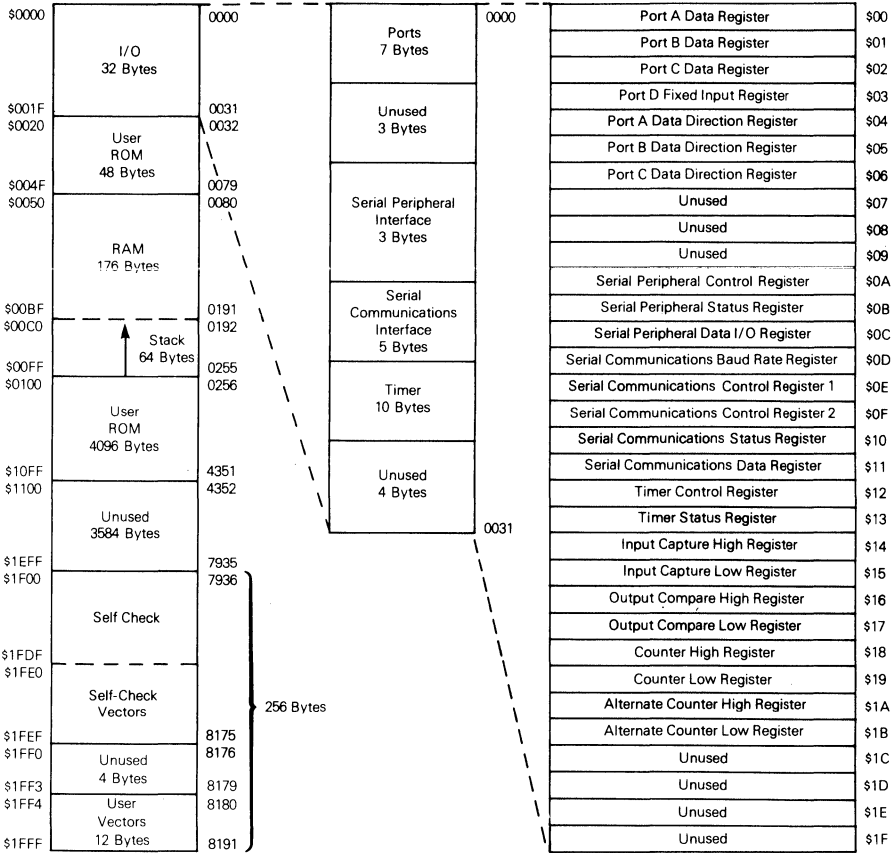 $0000
0000
I/O
32 Bytes
$001F
0031
$0020
0032
User
ROM
48 Bytes
$004F
0079
$0050
0080
RAM
176 Bytes
$00BF
0191
$00C0
0192
Stack
64 Bytes
$00FF
0255
$0100
0256
User
ROM
4096 Bytes
$10FF
4351
$1100
4352
Unused
3584 Bytes
$1EFF
7935
$1F00
7936
Self Check
$1FDF
$1FE0
Self-Check
Vectors
256 Bytes
$1FEF
8175
$1FF0
8176
Unused
4 Bytes
$1FF3
8179
$1FF4
8180
User
Vectors
12 Bytes
$1FFF
8191
0000
Ports
7 Bytes
Unused
3 Bytes
Serial Peripheral
Interface
3 Bytes
Serial
Communications
Interface
5 Bytes
Timer
10 Bytes
Unused
4 Bytes
0031
Port A Data Register $00
Port B Data Register $01
Port C Data Register $02
Port D Fixed Input Register $03
Port A Data Direction Register $04
Port B Data Direction Register $05
Port C Data Direction Register $06
Unused $07
Unused $08
Unused $09
Serial Peripheral Control Register $0A
Serial Peripheral Status Register $0B
Serial Peripheral Data I/O Register $0C
Serial Communications Baud Rate Register $0D
Serial Communications Control Register 1 $0E
Serial Communications Control Register 2 $0F
Serial Communications Status Register $10
Serial Communications Data Register $11
Timer Control Register $12
Timer Status Register $13
Input Capture High Register $14
Input Capture Low Register $15
Output Compare High Register $16
Output Compare Low Register $17
Counter High Register $18
Counter Low Register $19
Alternate Counter High Register $1A
Alternate Counter Low Register $1B
Unused $1C
Unused $1D
Unused $1E
Unused $1F